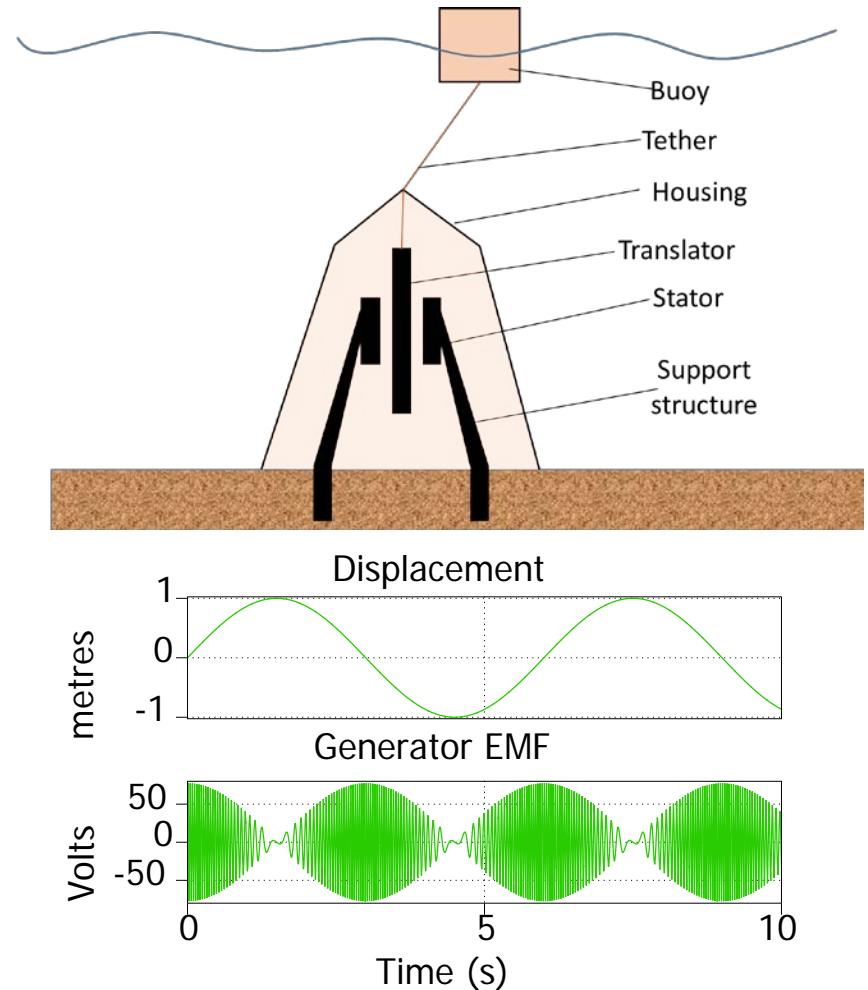 Buoy
Tether
Housing
Translator
Stator
Support
structure
Displacement
1
0
-1
metres
Generator EMF
50
0
-50
Volts
0
5
10
Time (s)